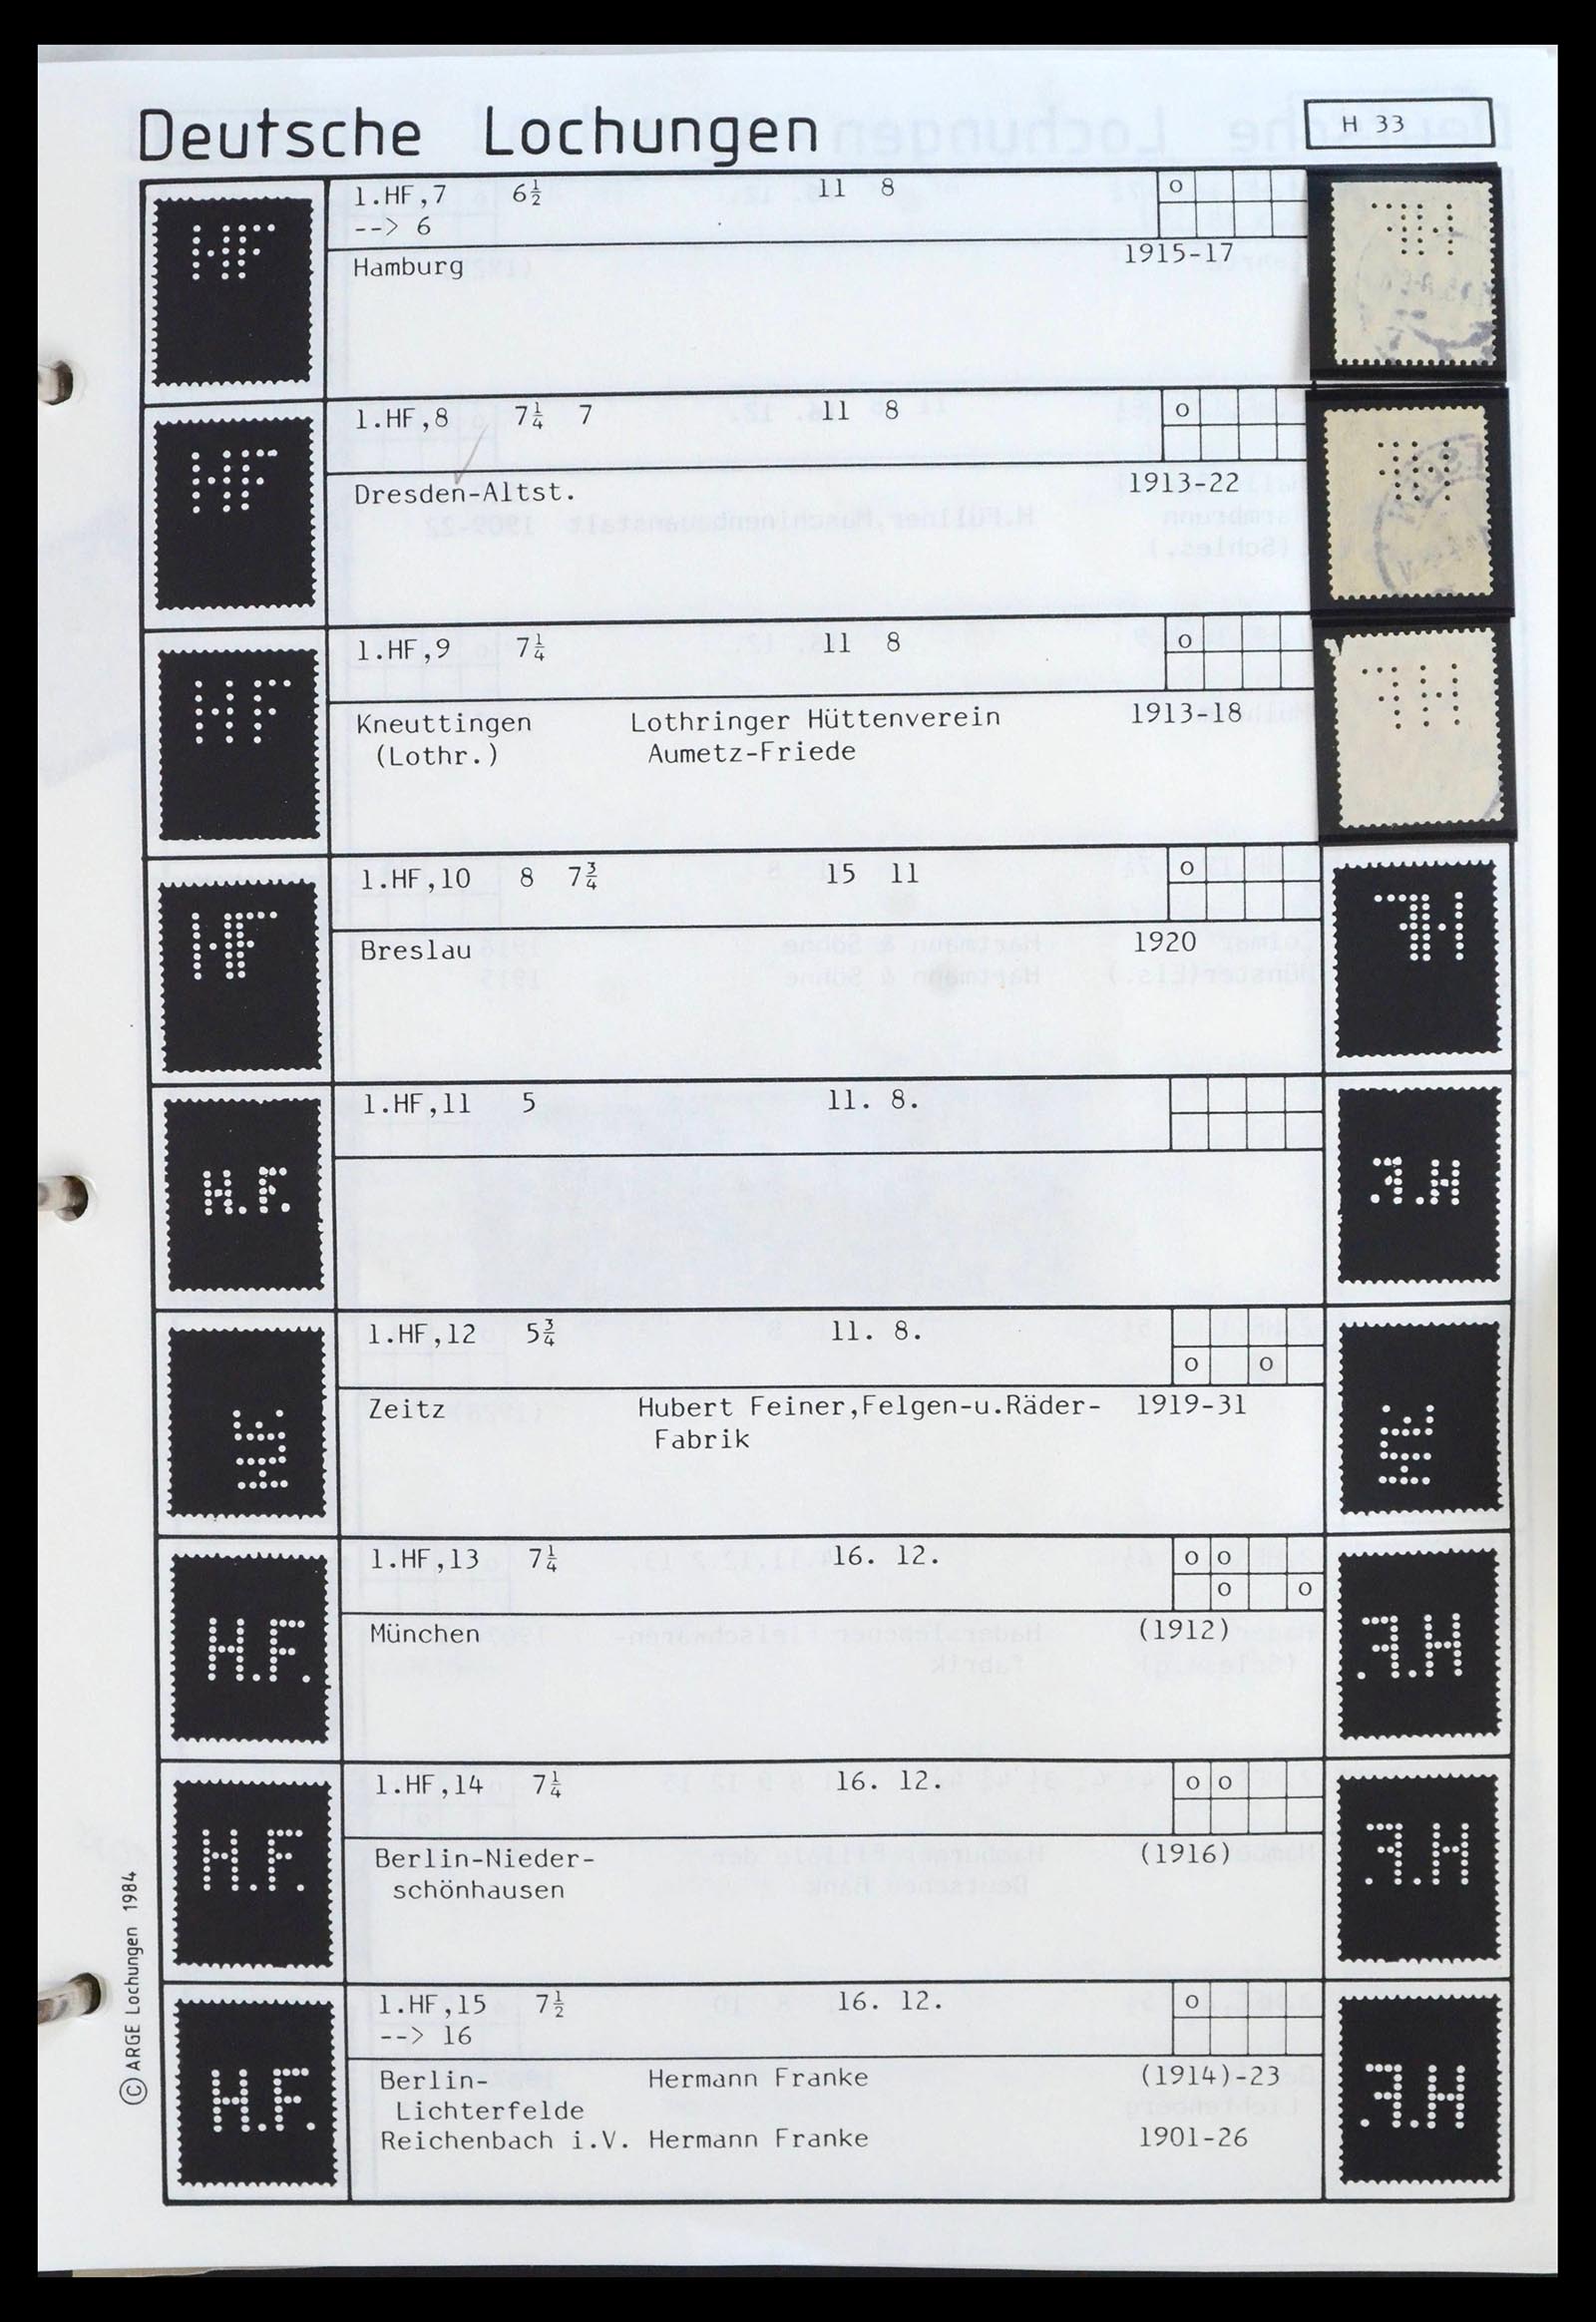 Deutsche Lochungen
H 33
1.HF,7 6½ 11 8 o
--> 6
Hamburg 1915-17
1.HF,8 7¼ 7 11 8 o
Dresden-Altst. 1913-22
1.HF,9 7¼ 11 8 o
Kneuttingen Lothringer Hüttenverein 1913-18
(Lothr.) Aumetz-Friede
1.HF,10 8 7¾ 15 11 o
Breslau 1920
1.HF,11 5 11. 8.
1.HF,12 5¾ 11. 8.
o o
Zeitz Hubert Feiner,Felgen-u.Räder- 1919-31
Fabrik
1.HF,13 7¼ 16. 12. o o
o o
München (1912)
1.HF,14 7¼ 16. 12. o o
Berlin-Nieder- (1916)
schönhausen
1.HF,15 7½ 16. 12. o
--> 16
Berlin- Hermann Franke (1914)-23
Lichterfelde
Reichenbach i.V. Hermann Franke 1901-26
HF
HF
HF
HF
H.F.
HF
H.F.
H.F.
H.F.
© ARGE Lochungen 1984